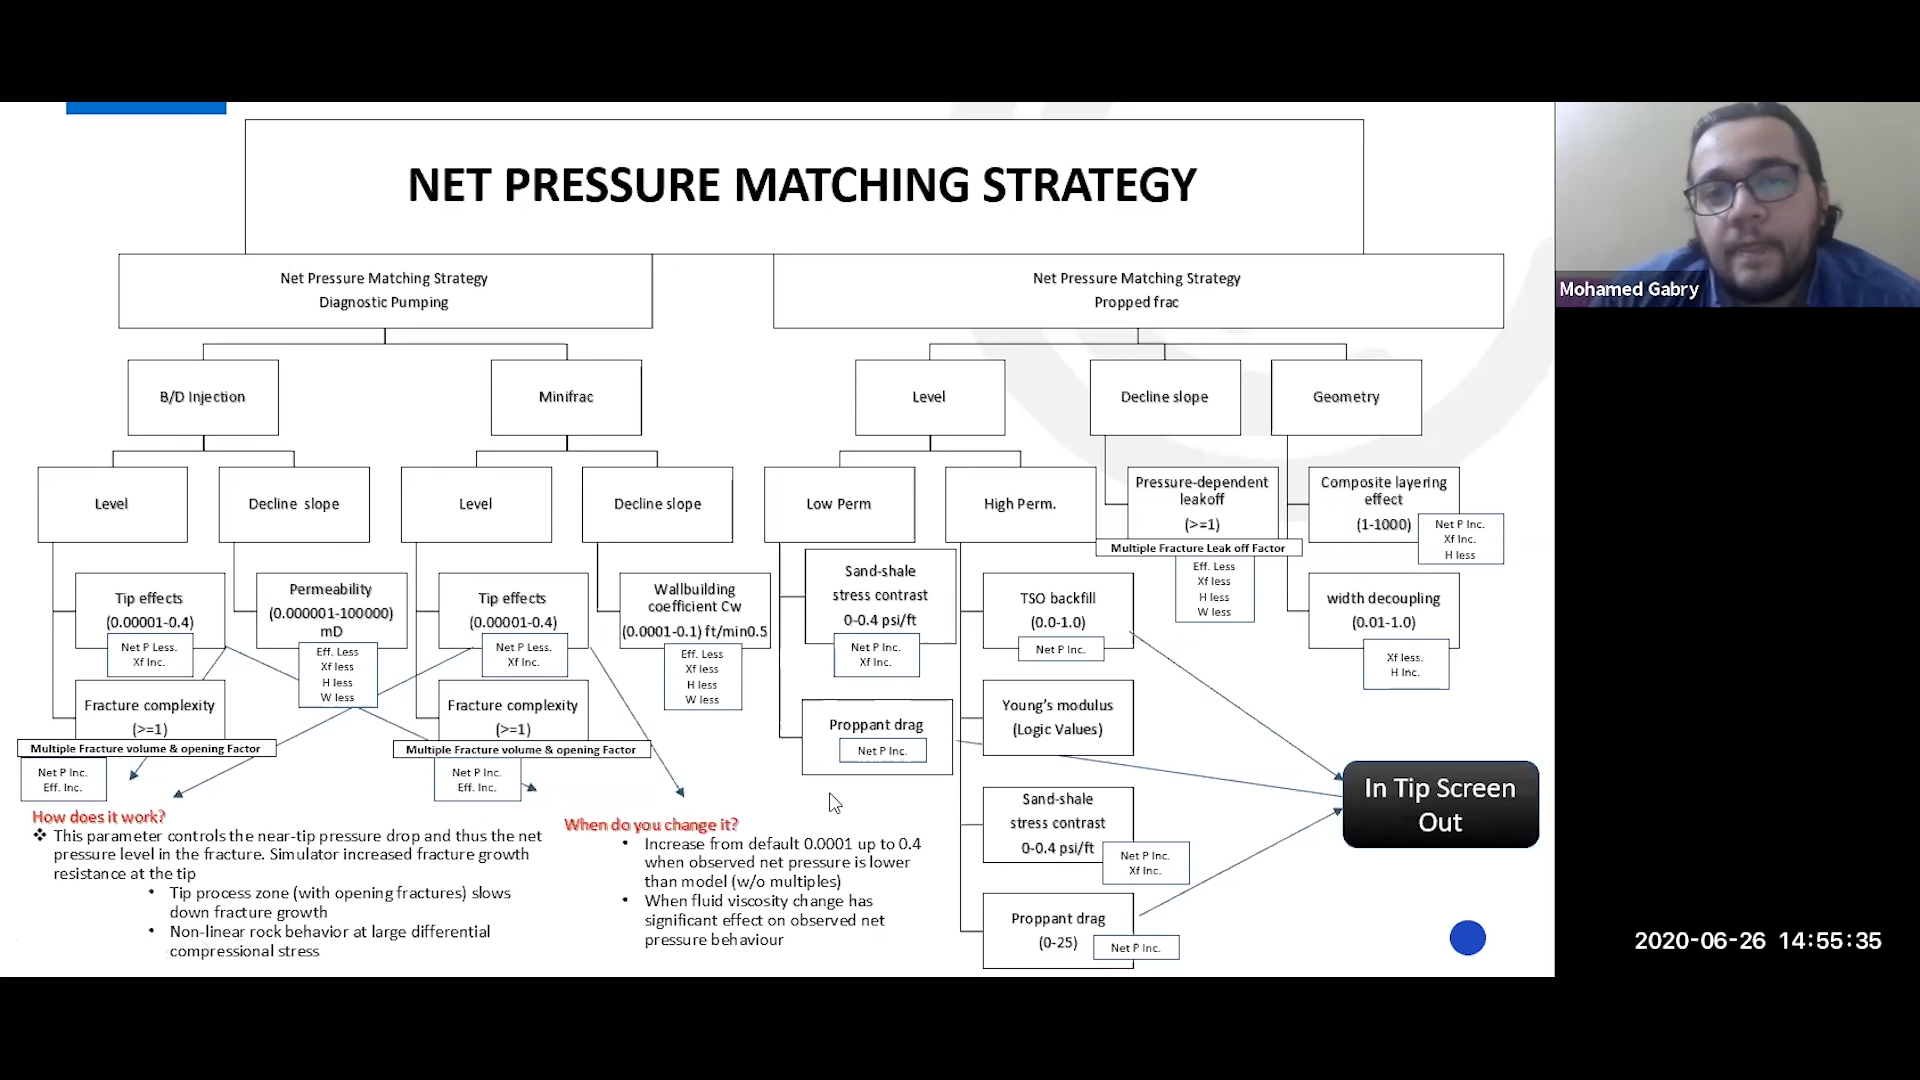 NET PRESSURE MATCHING STRATEGY
Net Pressure Matching Strategy
Diagnostic Pumping
Net Pressure Matching Strategy
Propped frac
Mohamed Gabry
B/D Injection
Minifrac
Level
Decline slope
Geometry
Level
Decline slope
Level
Decline slope
Low Perm
High Perm.
Pressure-dependent
leakoff
(>=1)
Multiple Fracture Leak off Factor
Eff. Less
Xf less
H less
W less
Composite layering
effect
(1-1000)
Net P Inc.
Xf Inc.
H less
Tip effects
(0.00001-0.4)
Net P Less.
Xf Inc.
Permeability
(0.000001-100000)
mD
Eff. Less
Xf less
H less
W less
Tip effects
(0.00001-0.4)
Net P Less.
Xf Inc.
Wallbuilding
coefficient Cw
(0.0001-0.1) ft/min0.5
Eff. Less
Xf less
H less
W less
Sand-shale
stress contrast
0-0.4 psi/ft
Net P Inc.
Xf Inc.
TSO backfill
(0.0-1.0)
Net P Inc.
width decoupling
(0.01-1.0)
Xf less.
H Inc.
Fracture complexity
(>=1)
Multiple Fracture volume & opening Factor
Net P Inc.
Eff. Inc.
Fracture complexity
(>=1)
Multiple Fracture volume & opening Factor
Net P Inc.
Eff. Inc.
Proppant drag
Net P Inc.
Young's modulus
(Logic Values)
Sand-shale
stress contrast
0-0.4 psi/ft
Net P Inc.
Xf Inc.
Proppant drag
(0-25)
Net P Inc.
In Tip Screen
Out
How does it work?
❖ This parameter controls the near-tip pressure drop and thus the net
pressure level in the fracture. Simulator increased fracture growth
resistance at the tip
• Tip process zone (with opening fractures) slows
down fracture growth
• Non-linear rock behavior at large differential
compressional stress
When do you change it?
• Increase from default 0.0001 up to 0.4
when observed net pressure is lower
than model (w/o multiples)
• When fluid viscosity change has
significant effect on observed net
pressure behaviour
2020-06-26 14:55:35